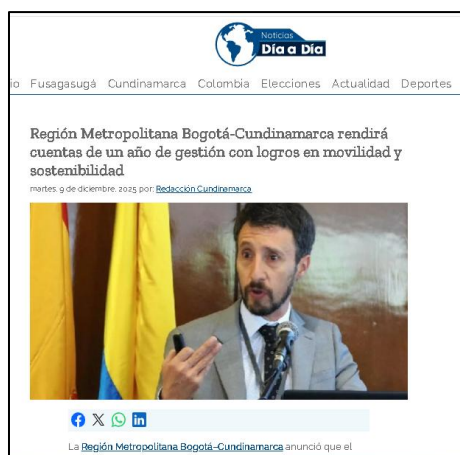 Noticias
Día a Día
io Fusagasugá Cundinamarca Colombia Elecciones Actualidad Deportes
Región Metropolitana Bogotá-Cundinamarca rendirá
cuentas de un año de gestión con logros en movilidad y
sostenibilidad
martes, 9 de diciembre, 2025 por: Redacción Cundinamarca
La Región Metropolitana Bogotá–Cundinamarca anunció que el